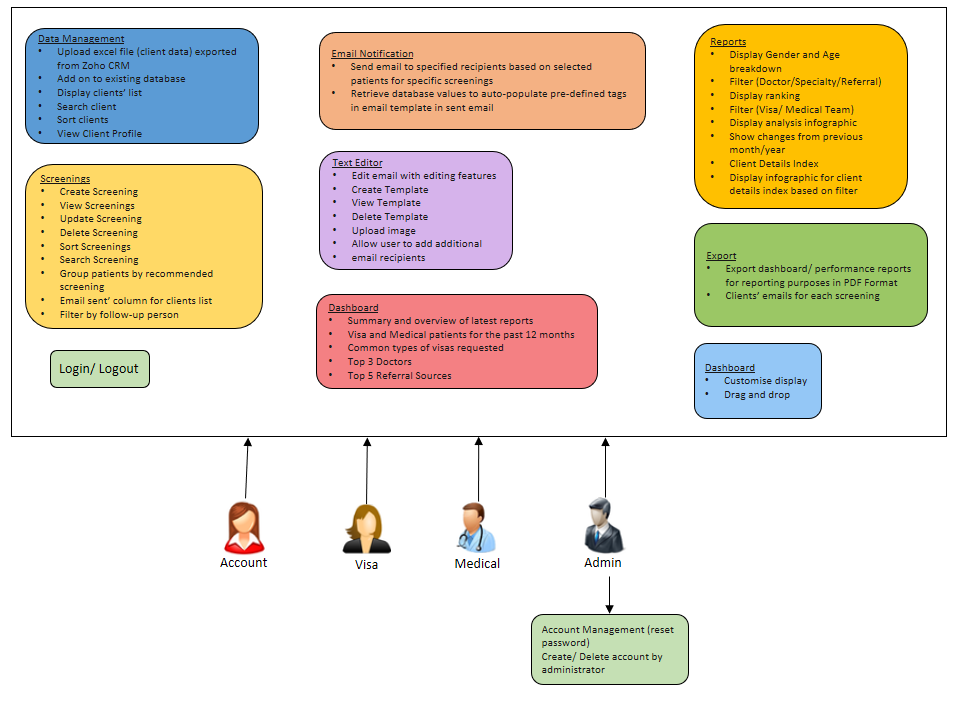 Data Management
• Upload excel file (client data) exported
from Zoho CRM
• Add on to existing database
• Display clients’ list
• Search client
• Sort clients
• View Client Profile
Email Notification
• Send email to specified recipients based on selected
patients for specific screenings
• Retrieve database values to auto-populate pre-defined tags
in email template in sent email
Reports
• Display Gender and Age
breakdown
• Filter (Doctor/Specialty/Referral)
• Display ranking
• Filter (Visa/ Medical Team)
• Display analysis infographic
• Show changes from previous
month/year
• Client Details Index
• Display infographic for client
details index based on filter
Screenings
• Create Screening
• View Screenings
• Update Screening
• Delete Screening
• Sort Screenings
• Search Screening
• Group patients by recommended
screening
• Email sent’ column for clients list
• Filter by follow-up person
Text Editor
• Edit email with editing features
• Create Template
• View Template
• Delete Template
• Upload image
• Allow user to add additional
• email recipients
Export
• Export dashboard/ performance reports
for reporting purposes in PDF Format
• Clients’ emails for each screening
Dashboard
• Summary and overview of latest reports
• Visa and Medical patients for the past 12 months
• Common types of visas requested
• Top 3 Doctors
• Top 5 Referral Sources
Login/ Logout
Dashboard
• Customise display
• Drag and drop
Account
Visa
Medical
Admin
Account Management (reset
password)
Create/ Delete account by
administrator